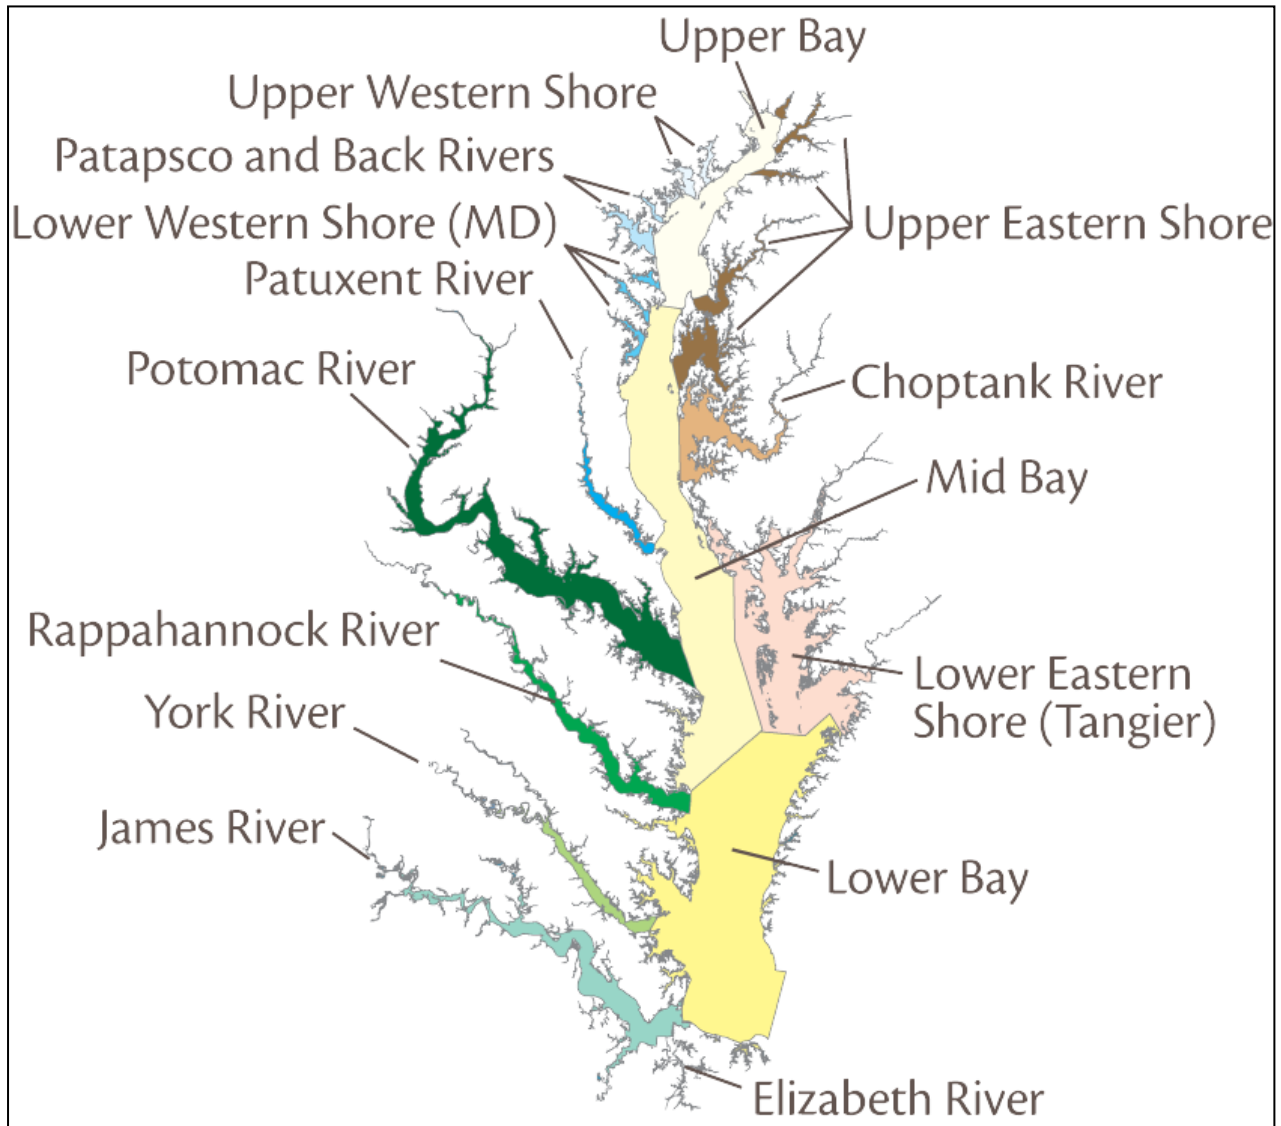 Upper Bay
Upper Western Shore
Patapsco and Back Rivers
Lower Western Shore (MD)
Upper Eastern Shore
Patuxent River
Potomac River
Choptank River
Mid Bay
Rappahannock River
Lower Eastern
Shore (Tangier)
York River
James River
Lower Bay
Elizabeth River